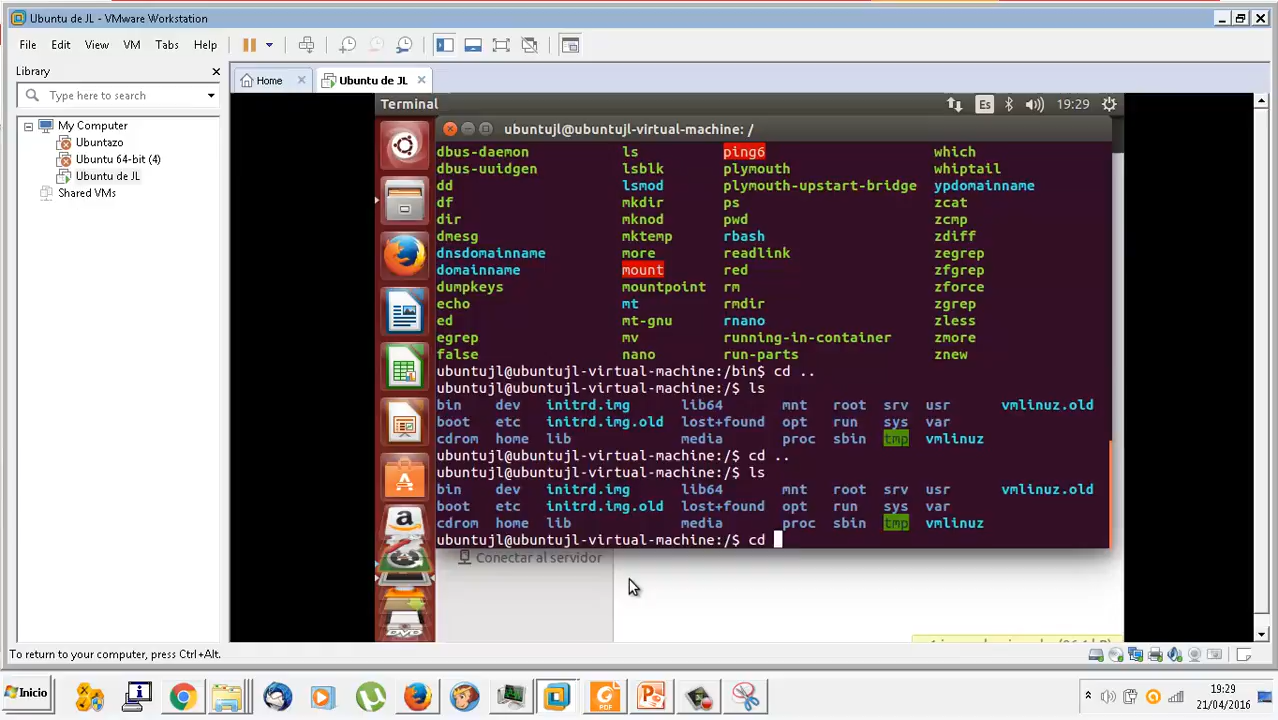 Ubuntu de JL - VMware Workstation
File Edit View VM Tabs Help
Library
Type here to search
My Computer
Ubuntazo
Ubuntu 64-bit (4)
Ubuntu de JL
Shared VMs
Home Ubuntu de JL
Terminal Es 19:29
ubuntujl@ubuntujl-virtual-machine: /
dbus-daemon ls ping6 which
dbus-uuidgen lsblk plymouth whiptail
dd lsmod plymouth-upstart-bridge ypdomainname
df mkdir ps zcat
dir mknod pwd zcmp
dmesg mktemp rbash zdiff
dnsdomainname more readlink zegrep
domainname mount red zfgrep
dumpkeys mountpoint rm zforce
echo mt rmdir zgrep
ed mt-gnu rnano zless
egrep mv running-in-container zmore
false nano run-parts znew
ubuntujl@ubuntujl-virtual-machine:/bin$ cd ..
ubuntujl@ubuntujl-virtual-machine:/$ ls
bin dev initrd.img lib64 mnt root srv usr vmlinuz.old
boot etc initrd.img.old lost+found opt run sys var
cdrom home lib media proc sbin tmp vmlinuz
ubuntujl@ubuntujl-virtual-machine:/$ cd ..
ubuntujl@ubuntujl-virtual-machine:/$ ls
bin dev initrd.img lib64 mnt root srv usr vmlinuz.old
boot etc initrd.img.old lost+found opt run sys var
cdrom home lib media proc sbin tmp vmlinuz
ubuntujl@ubuntujl-virtual-machine:/$ cd
Conectar al servidor
To return to your computer, press Ctrl+Alt.
Inicio
PDF
19:29
21/04/2016